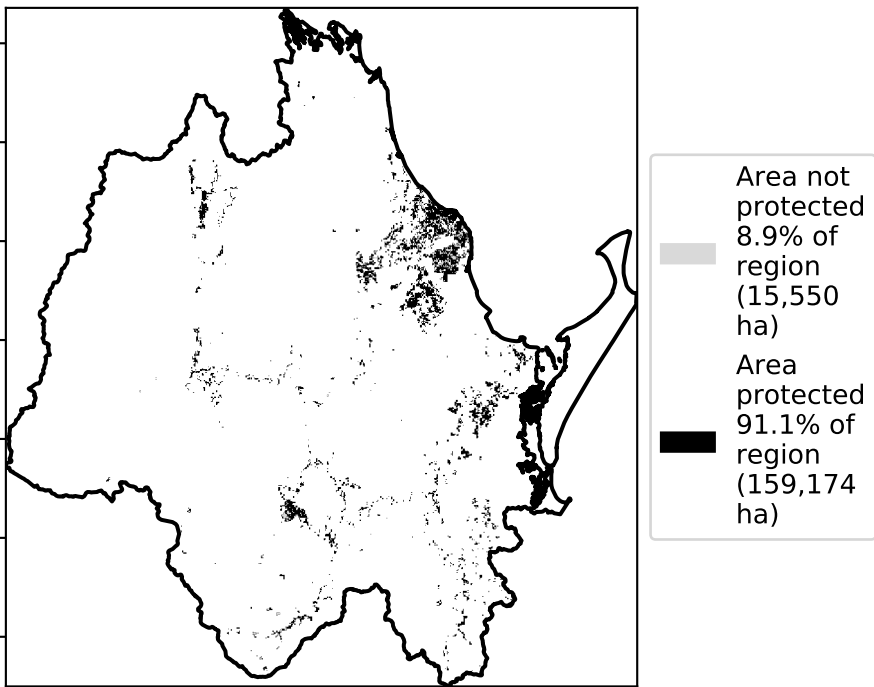 Area not
protected
8.9% of
region
(15,550
ha)
Area
protected
91.1% of
region
(159,174
ha)